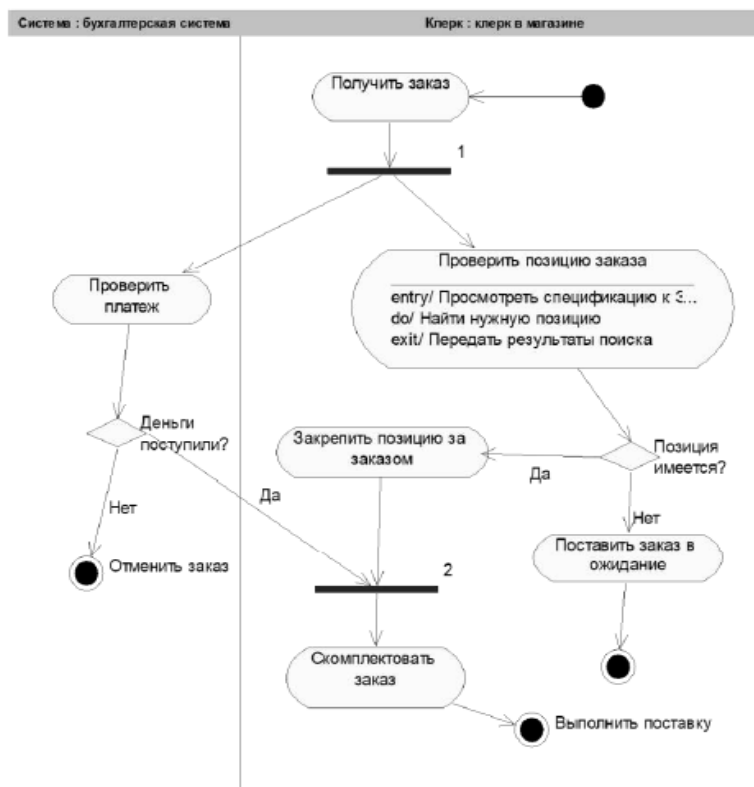 Система : бухгалтерская система
Клерк : клерк в магазине
Получить заказ
1
Проверить позицию заказа
entry/ Просмотреть спецификацию к З...
do/ Найти нужную позицию
exit/ Передать результаты поиска
Проверить
платеж
Деньги
поступили?
Закрепить позицию за
заказом
Позиция
имеется?
Да
Да
Нет
Нет
Поставить заказ в
ожидание
Отменить заказ
2
Скомплектовать
заказ
Выполнить поставку